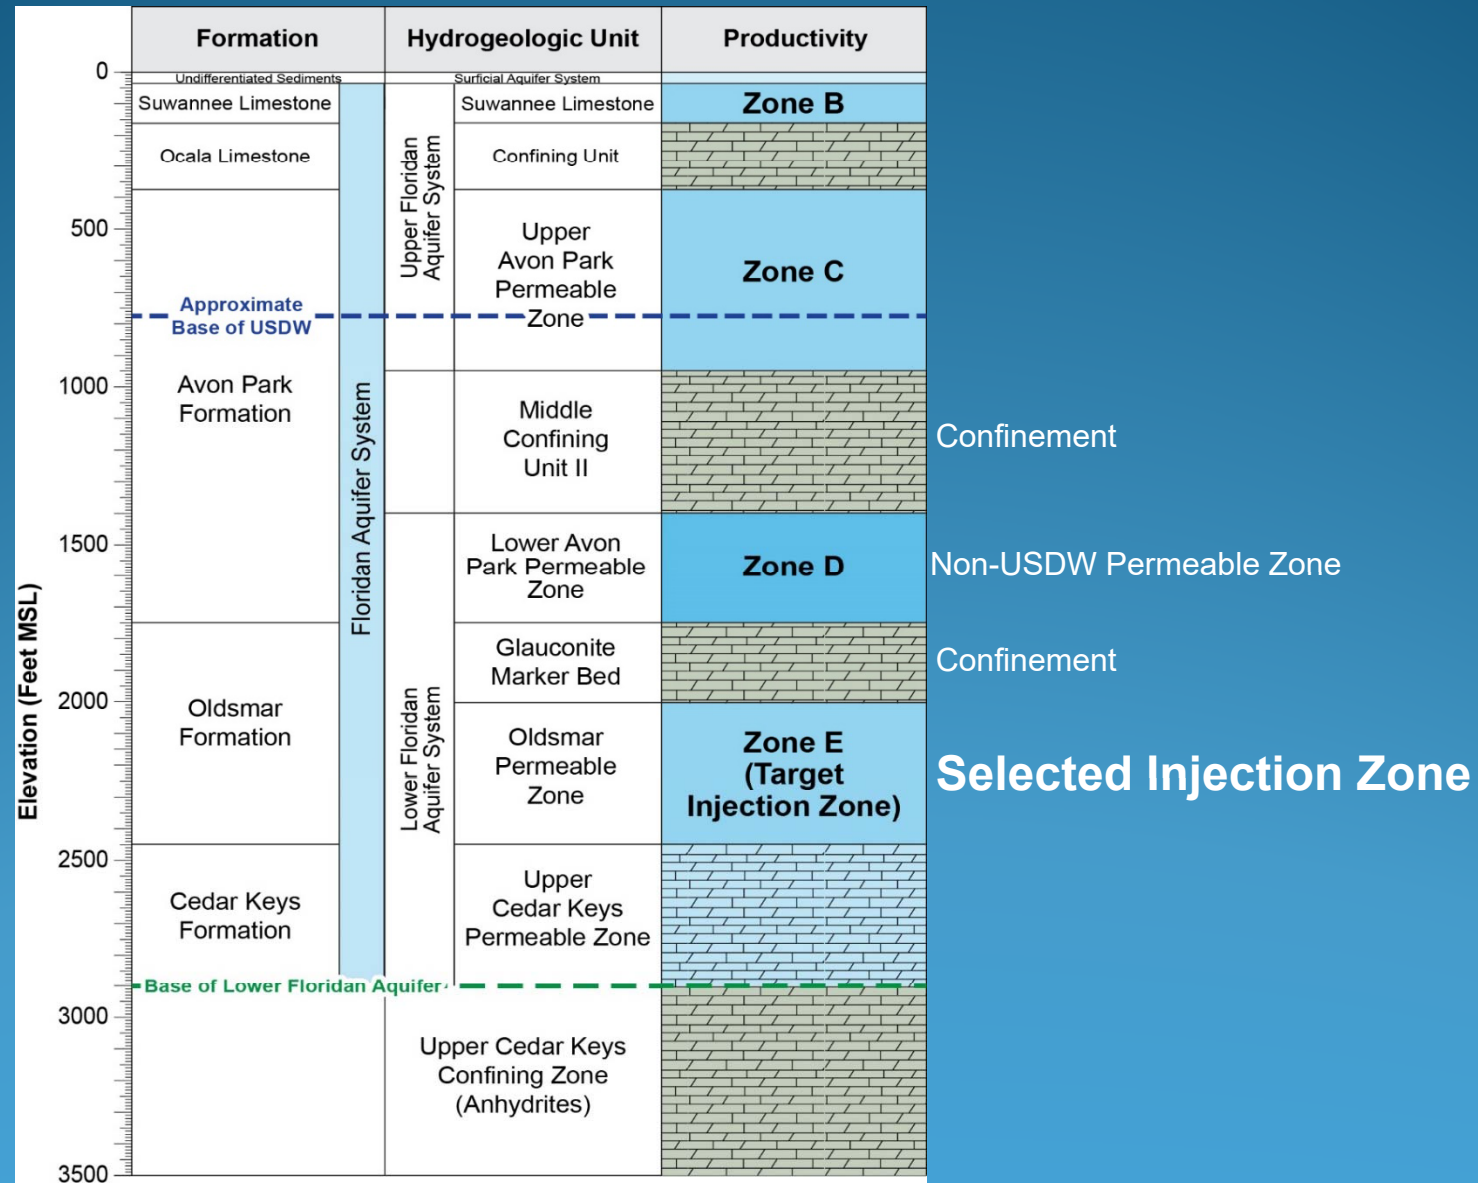 Formation
Hydrogeologic Unit
Productivity
0
Undifferentiated Sediments
Surficial Aquifer System
Suwannee Limestone
Suwannee Limestone
Zone B
Ocala Limestone
Confining Unit
Upper Floridan
Aquifer System
500
Upper
Avon Park
Permeable
Zone
Zone C
Approximate
Base of USDW
1000
Avon Park
Formation
Floridan Aquifer System
Middle
Confining
Unit II
Confinement
1500
Lower Avon
Park Permeable
Zone
Zone D
Non-USDW Permeable Zone
Elevation (Feet MSL)
Glauconite
Marker Bed
Confinement
2000
Oldsmar
Formation
Lower Floridan
Aquifer System
Oldsmar
Permeable
Zone
Zone E
(Target
Injection Zone)
Selected Injection Zone
2500
Cedar Keys
Formation
Upper
Cedar Keys
Permeable Zone
Base of Lower Floridan Aquifer
3000
Upper Cedar Keys
Confining Zone
(Anhydrites)
3500